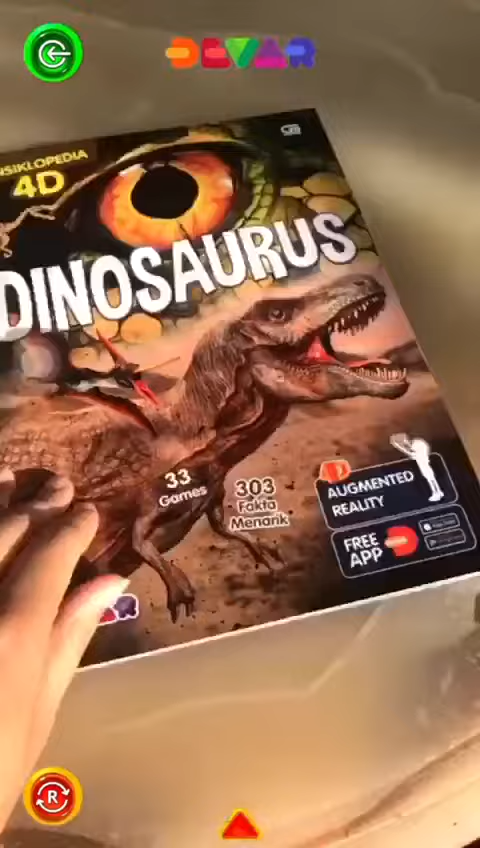 DEVAR
NSIKLOPEDIA
4D
DINOSAURUS
33
Games
303
Fakta
Menarik
AUGMENTED
REALITY
FREE
APP
R